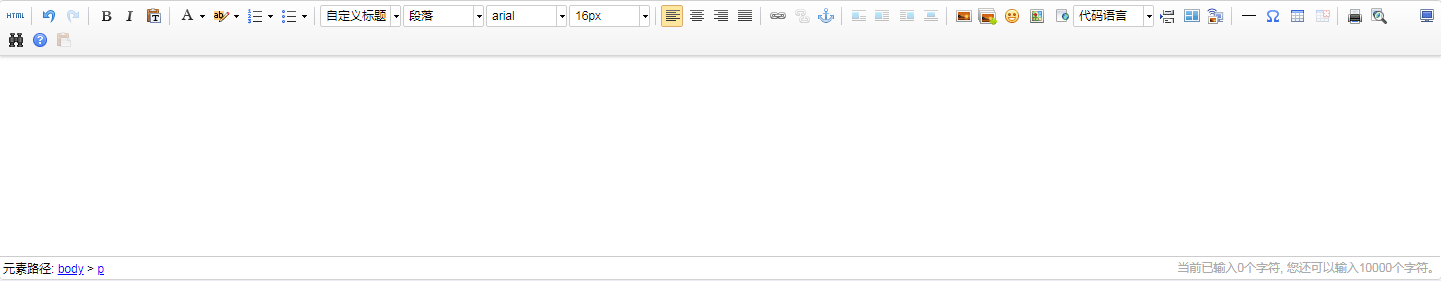 HTML B I A ab 自定义标题 段落 arial 16px 代码语言 Ω
?
元素路径: body > p
当前已输入0个字符, 您还可以输入10000个字符。